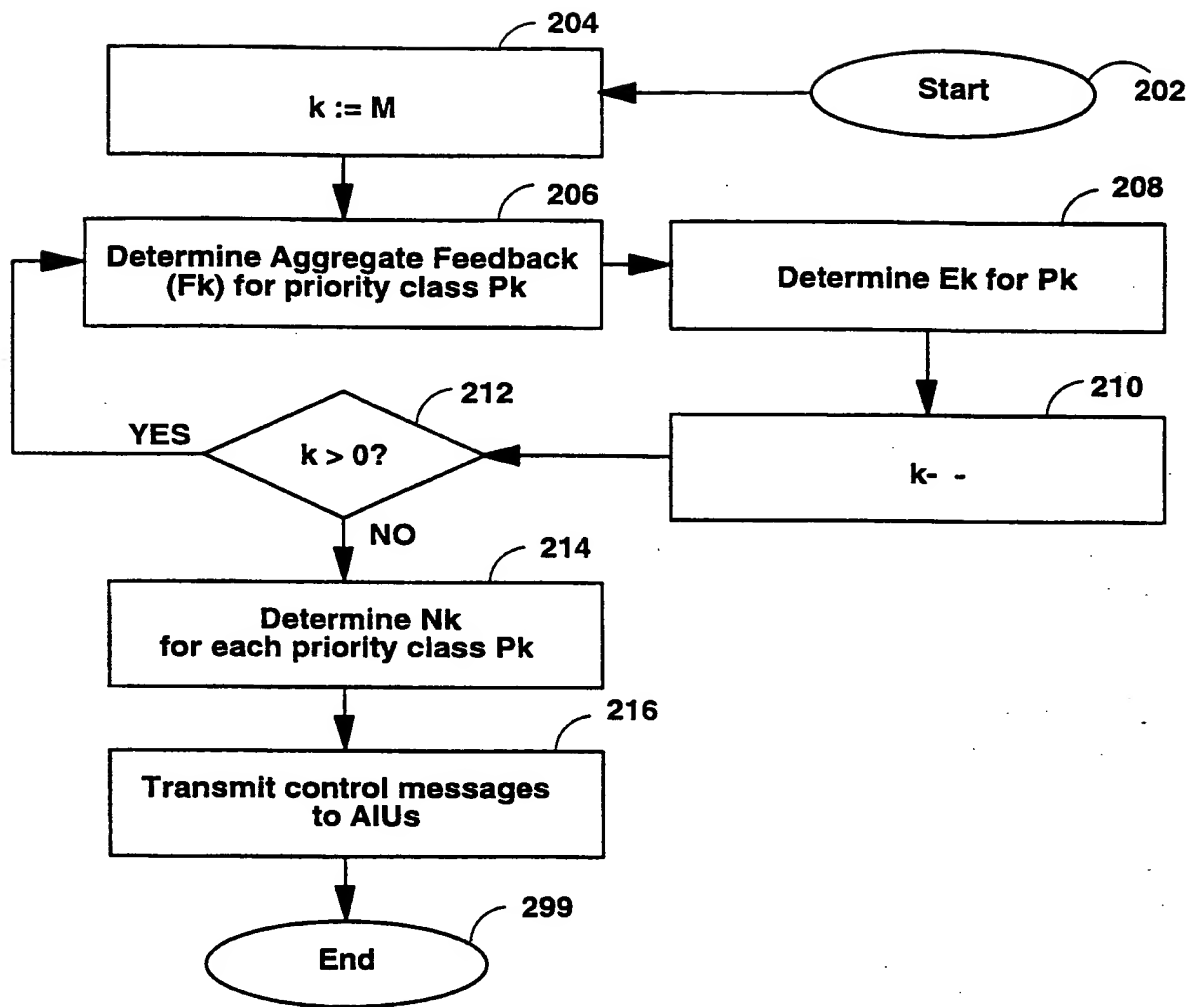 204
k := M
Start
202
206
Determine Aggregate Feedback
(Fk) for priority class Pk
208
Determine Ek for Pk
210
k- -
212
YES
k > 0?
NO
214
Determine Nk
for each priority class Pk
216
Transmit control messages
to AIUs
299
End